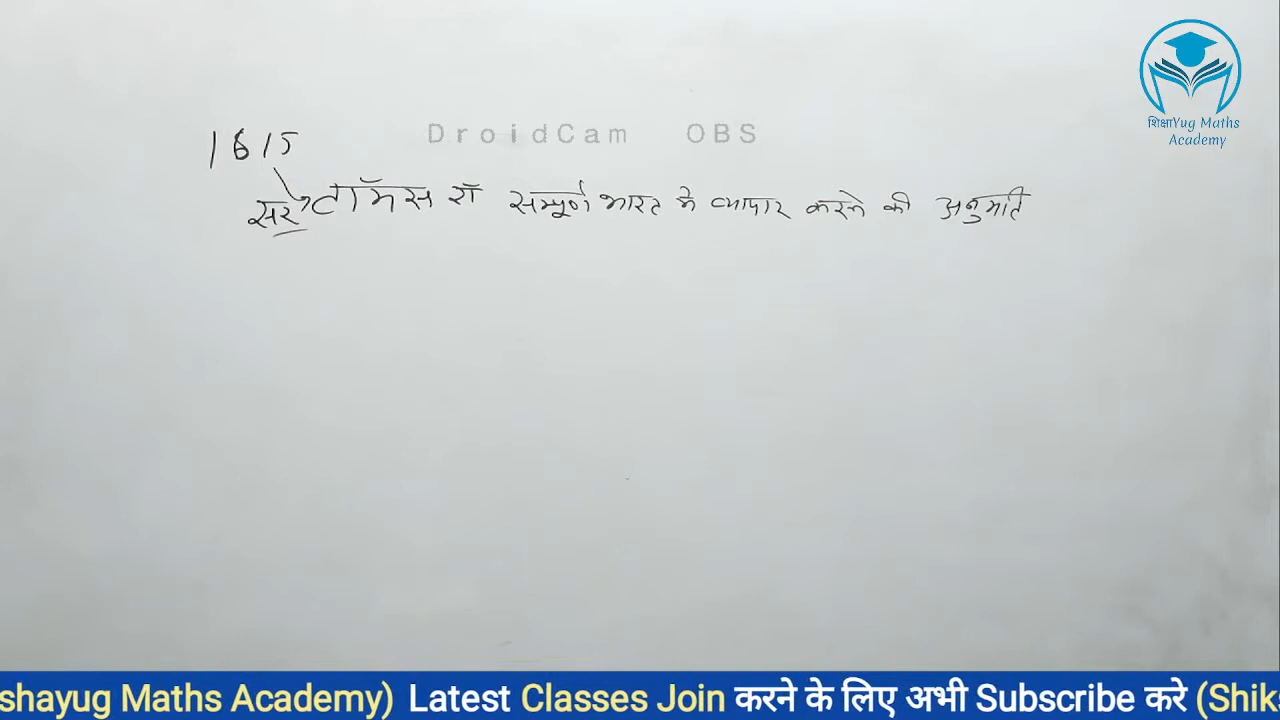 शिक्षाYug Maths
Academy
DroidCam OBS
1615
सर टॉमस रॉ सम्पूर्ण भारत मे व्यापार करने की अनुमति
shayug Maths Academy) Latest Classes Join करने के लिए अभी Subscribe करे (Shik